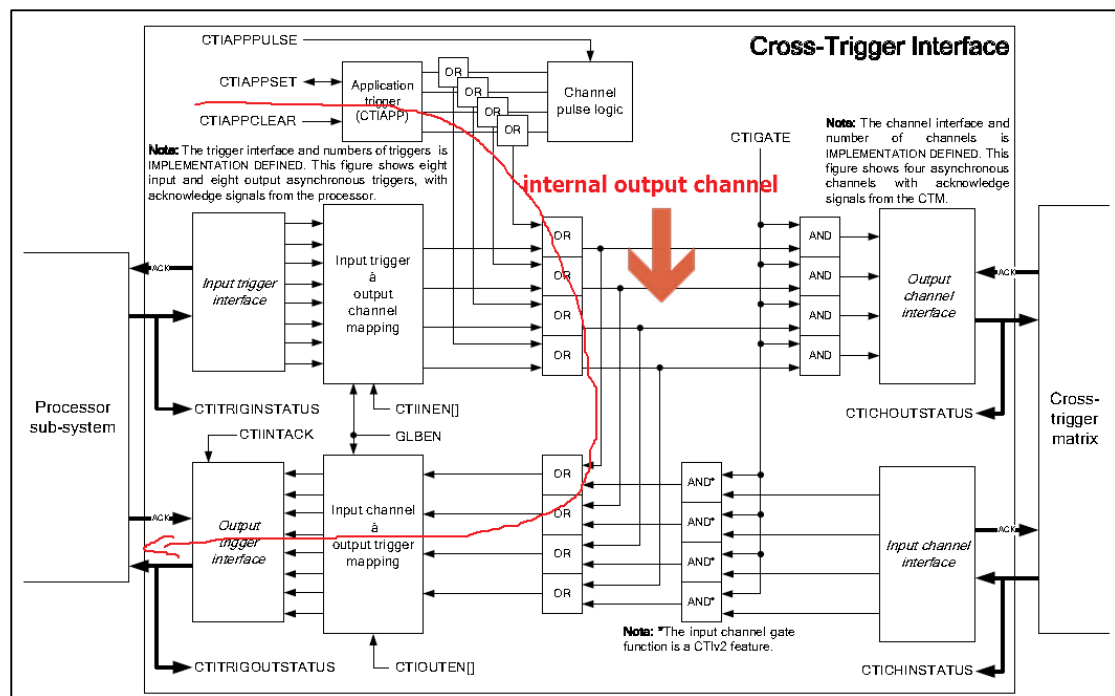 Cross-Trigger Interface
CTIAPPPULSE
CTIAPPSET
CTIAPPCLEAR
Application
trigger
(CTIAPP)
OR
OR
OR
OR
Channel
pulse logic
Note: The trigger interface and numbers of triggers is
IMPLEMENTATION DEFINED. This figure shows eight
input and eight output asynchronous triggers, with
acknowledge signals from the processor.
CTIGATE
Note: The channel interface and
number of channels is
IMPLEMENTATION DEFINED. This
figure shows four asynchronous
channels with acknowledge
signals from the CTM.
internal output channel
Processor
sub-system
ACK
Input trigger
interface
Input trigger
à
output
channel
mapping
OR
OR
OR
OR
AND
AND
AND
AND
Output
channel
interface
ACK
Cross-
trigger
matrix
CTITRIGINSTATUS
CTIINEN[]
CTICHOUTSTATUS
CTIINTACK
GLBEN
ACK
Output
trigger
interface
Input channel
à
output trigger
mapping
OR
OR
OR
OR
AND*
AND*
AND*
AND*
Input channel
interface
ACK
Note: *The input channel gate
function is a CTIv2 feature.
CTITRIGOUTSTATUS
CTIOUTEN[]
CTICHINSTATUS